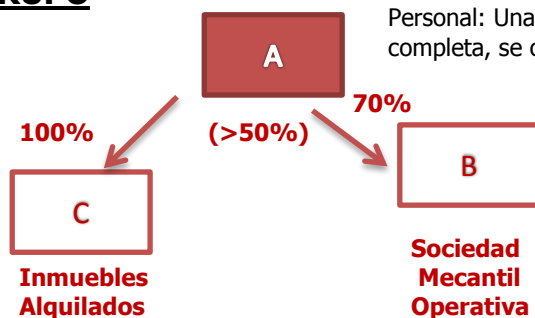 Personal: Una
completa, se
A
70%
100%
(>50%)
B
C
Sociedad
Mecantil
Operativa
Inmuebles
Alquilados